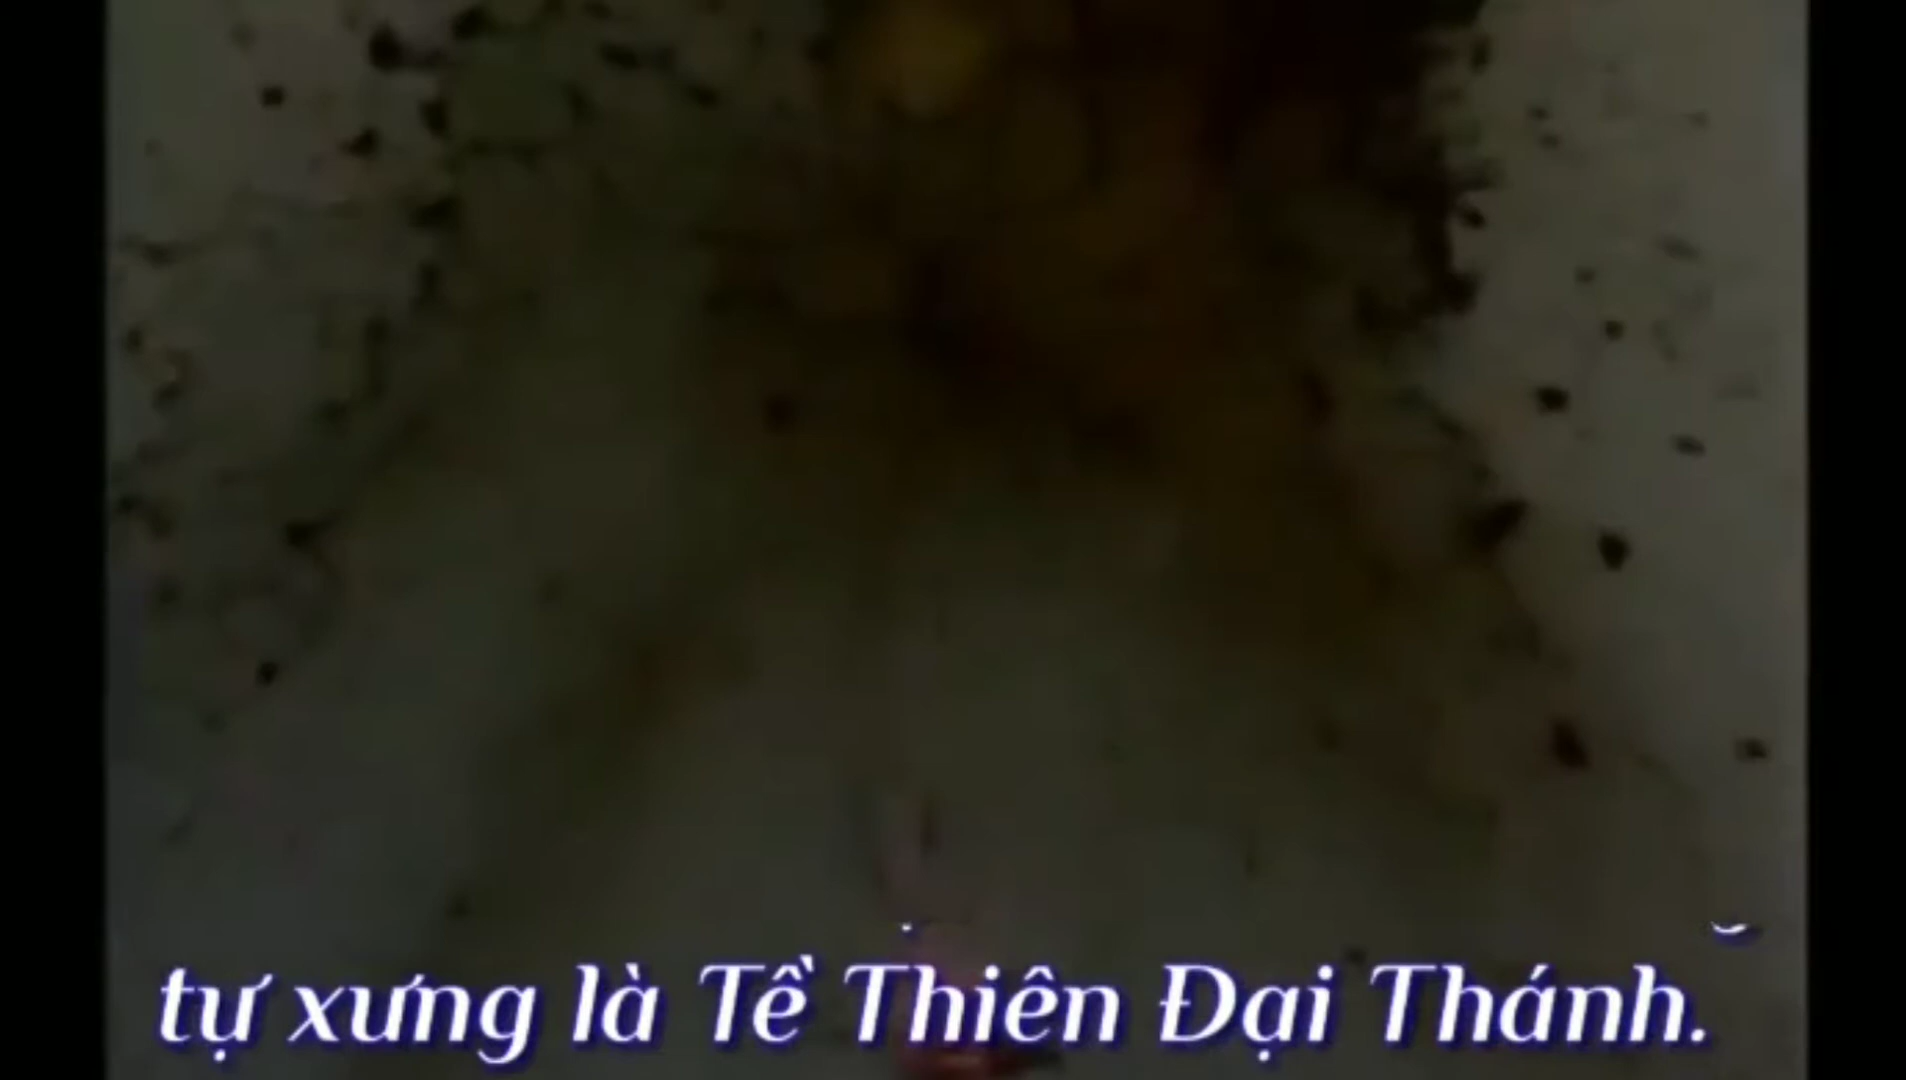 tự xưng là Tề Thiên Đại Thánh.